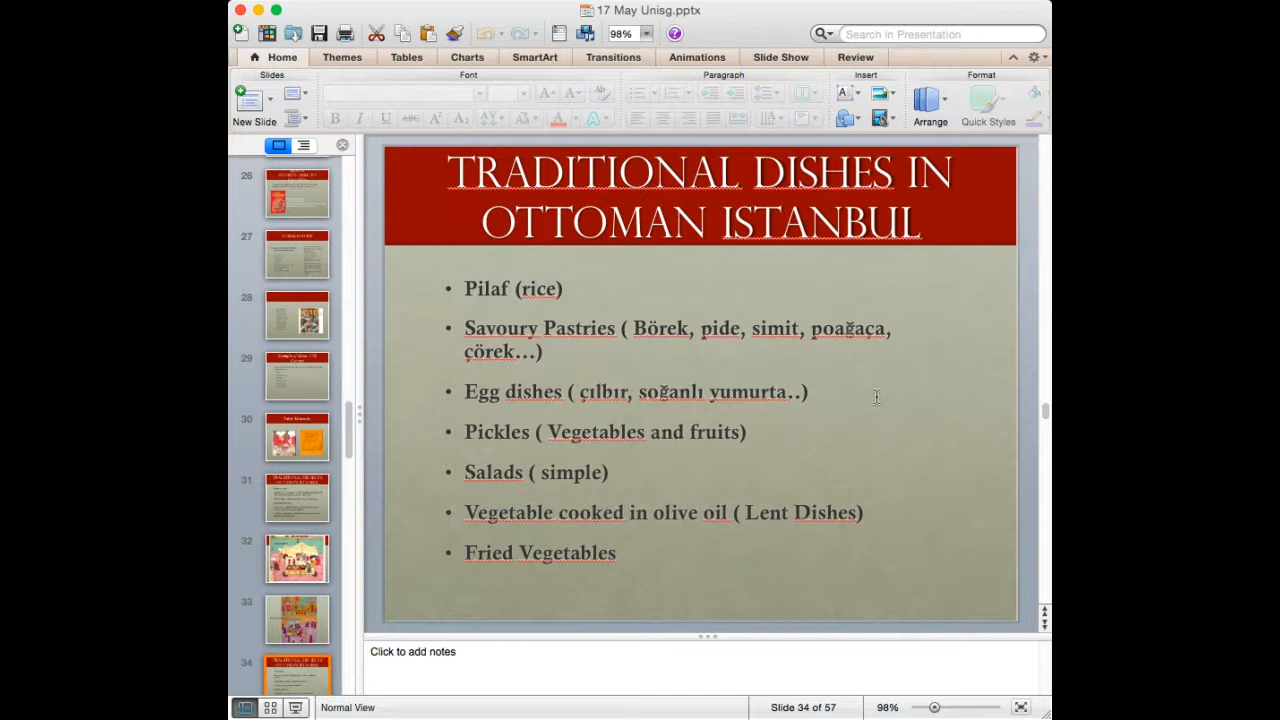 17 May Unisg.pptx
98%
Search in Presentation
Home
Themes
Tables
Charts
SmartArt
Transitions
Animations
Slide Show
Review
Slides
Font
Paragraph
Insert
Format
New Slide
Arrange
Quick Styles
26
27
28
29
30
31
32
33
34
TRADITIONAL DISHES IN
OTTOMAN ISTANBUL
• Pilaf (rice)
• Savoury Pastries ( Börek, pide, simit, poağaça,
çörek...)
• Egg dishes ( çılbır, soğanlı yumurta..)
• Pickles ( Vegetables and fruits)
• Salads ( simple)
• Vegetable cooked in olive oil ( Lent Dishes)
• Fried Vegetables
Click to add notes
Normal View
Slide 34 of 57
98%